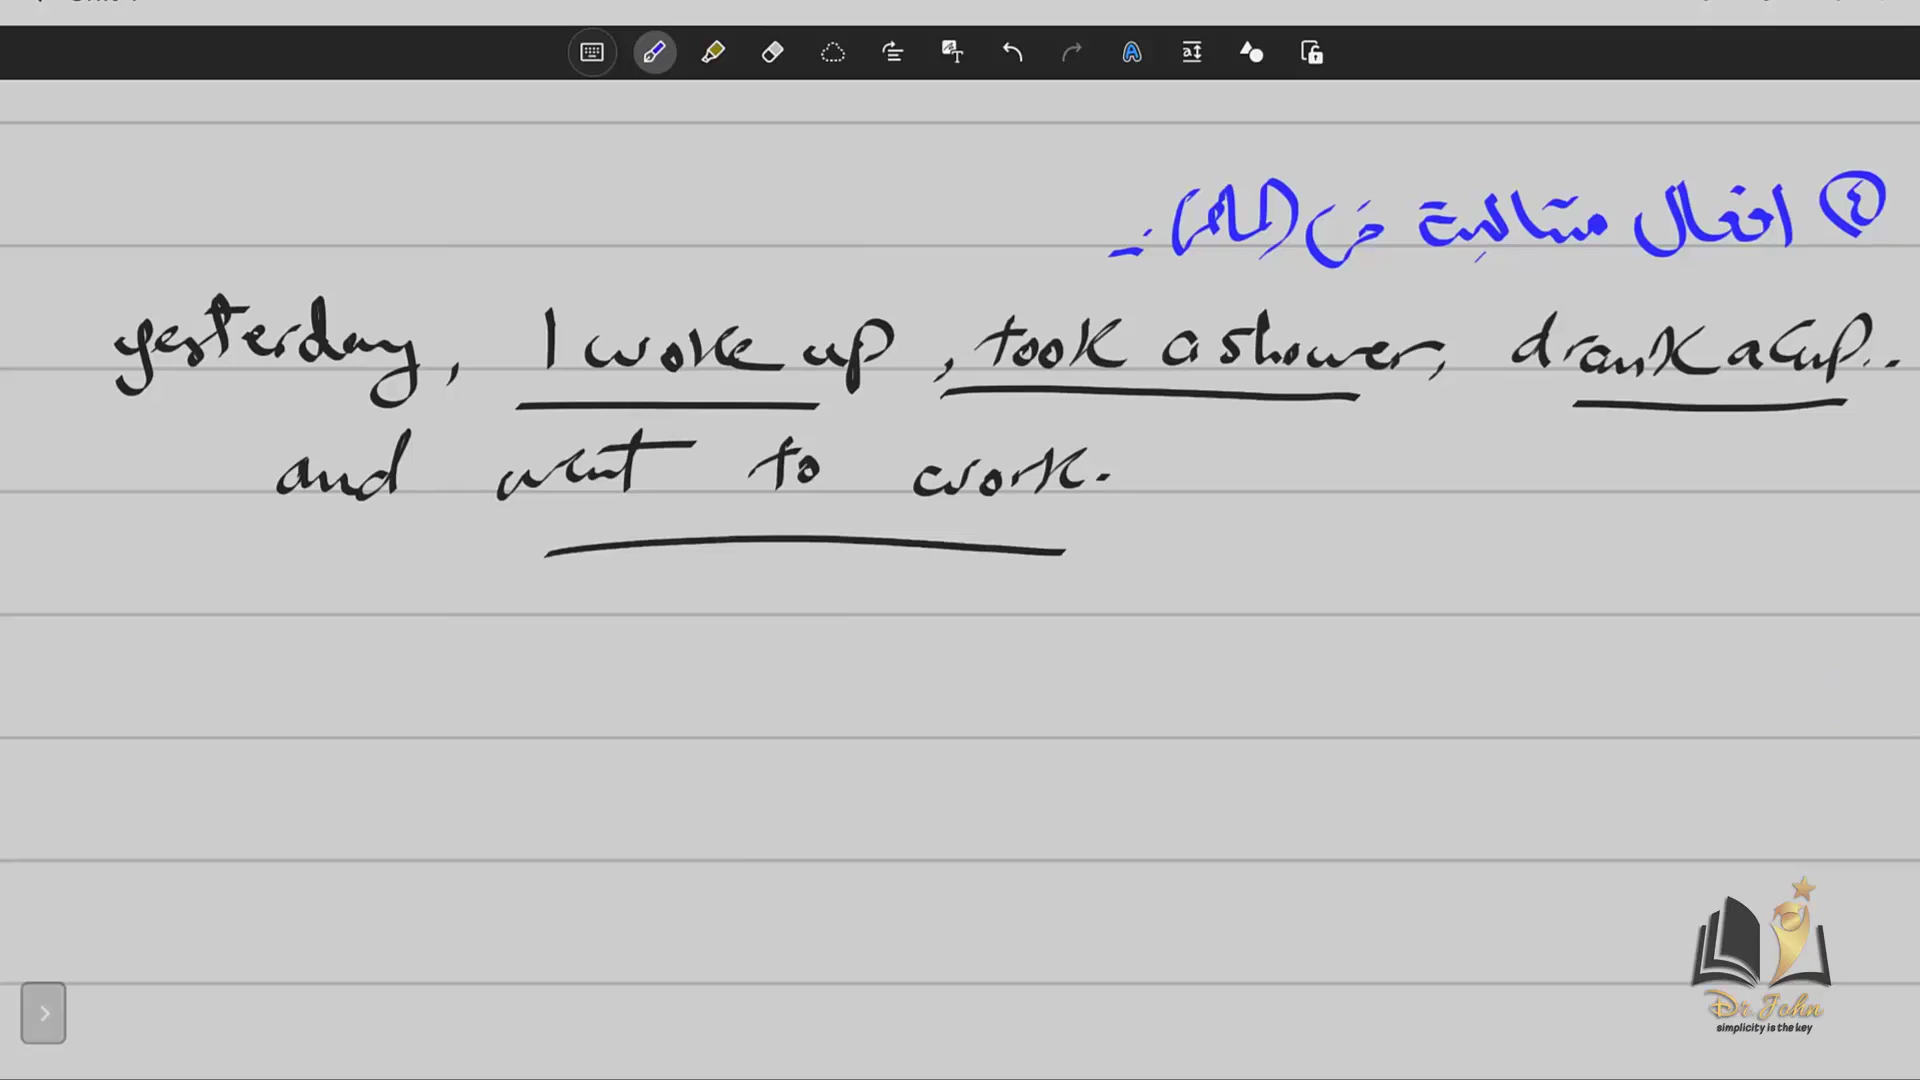 ④ افعال متتالية في (الماضي) :-
yesterday, I woke up, took a shower, drank a cup..
and went to work.
Dr. John
simplicity is the key